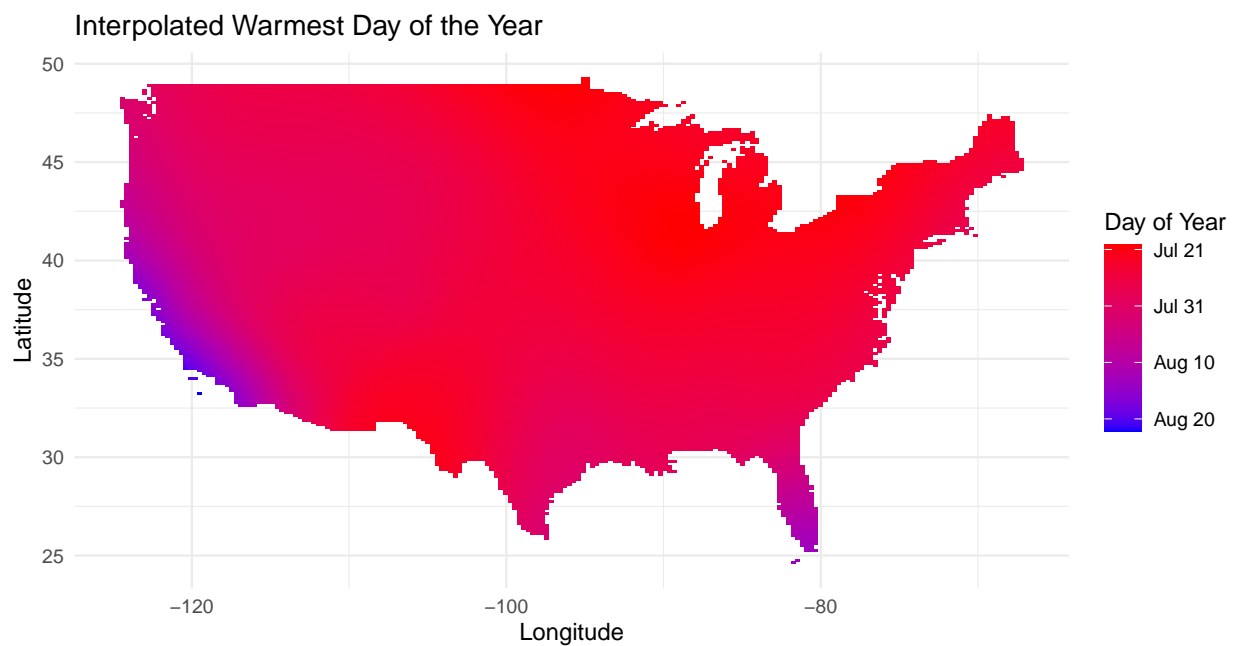 Interpolated Warmest Day of the Year
50
45
40
35
30
25
Latitude
−120
−100
−80
Longitude
Day of Year
Jul 21
Jul 31
Aug 10
Aug 20